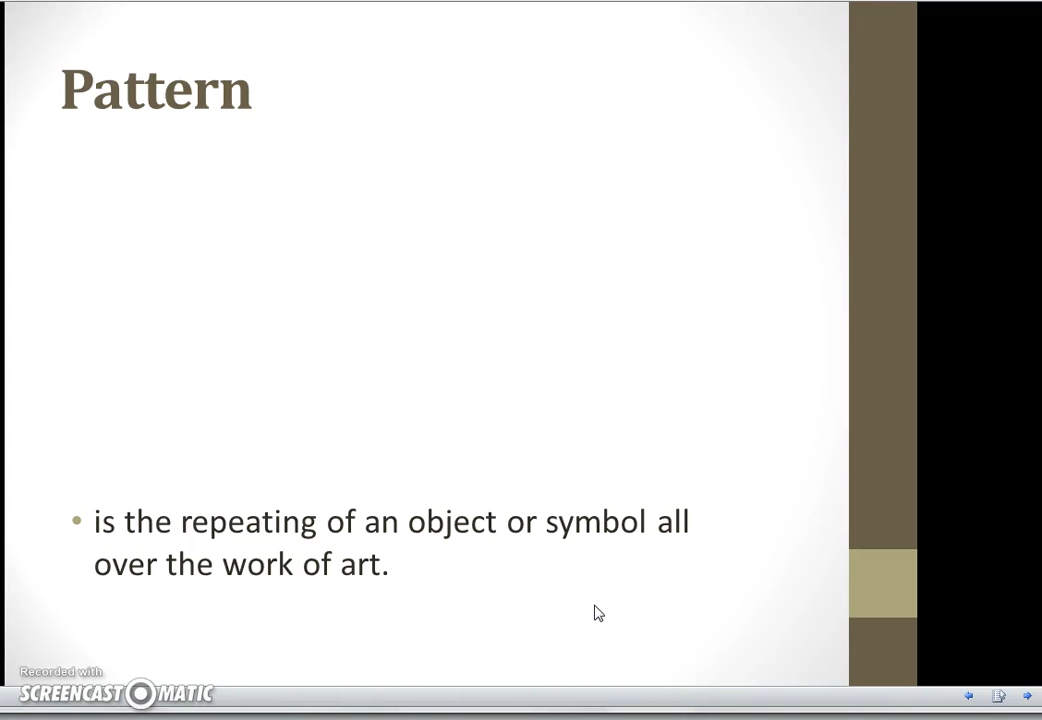 Pattern
• is the repeating of an object or symbol all
over the work of art.
Recorded with
SCREENCAST MATIC